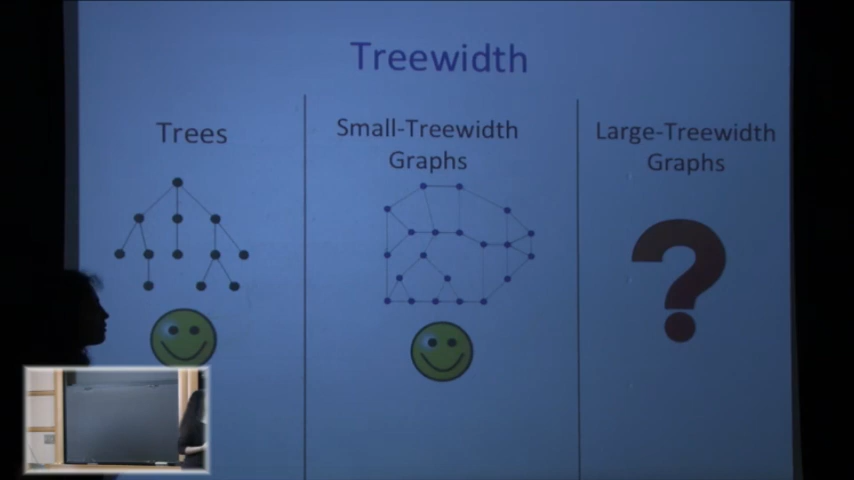 Treewidth
Trees
Small-Treewidth
Graphs
Large-Treewidth
Graphs
?